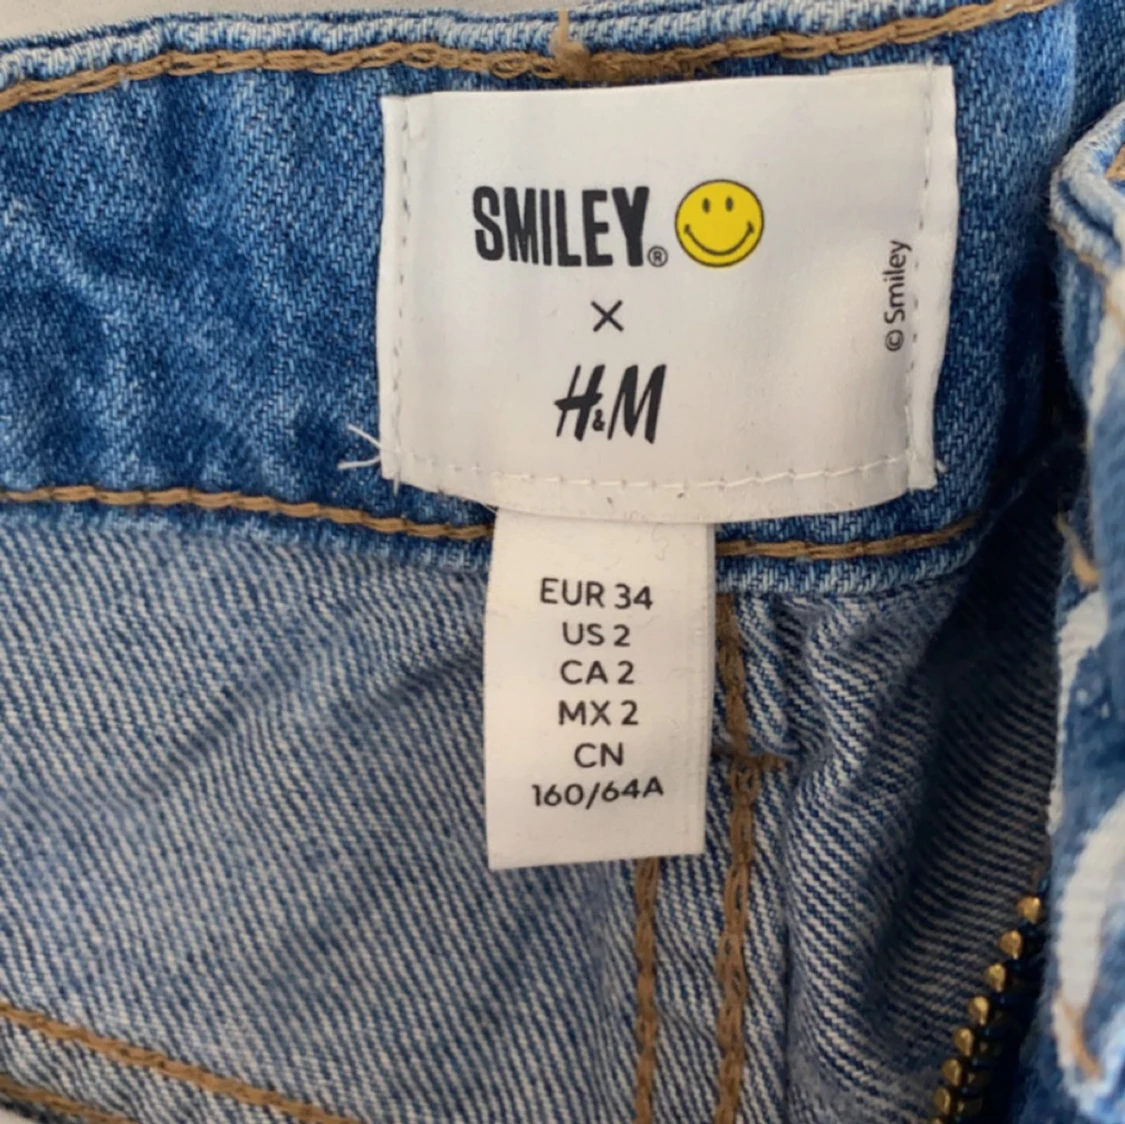 SMILEY®
×
H&M
© Smiley
EUR 34
US 2
CA 2
MX 2
CN
160/64A